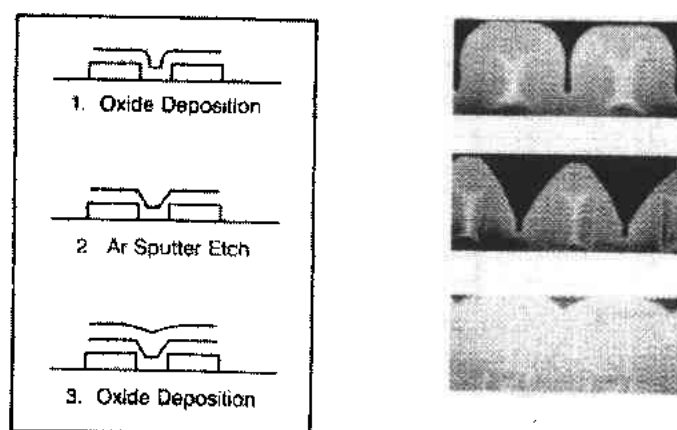 1. Oxide Deposition
2 Ar Sputter Etch
3. Oxide Deposition